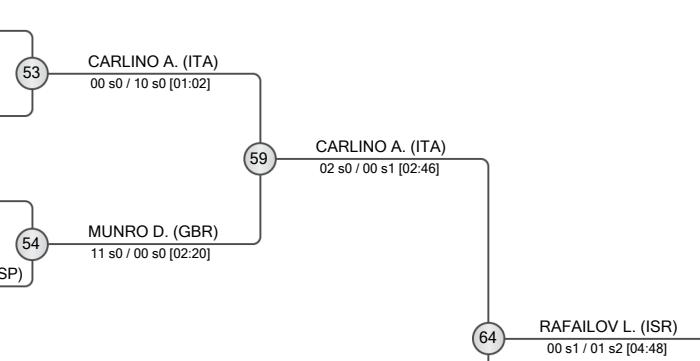 CARLINO A. (ITA)
53
00 s0 / 10 s0 [01:02]
CARLINO A. (ITA)
59
02 s0 / 00 s1 [02:46]
MUNRO D. (GBR)
54
11 s0 / 00 s0 [02:20]
SP)
RAFAILOV L. (ISR)
64
00 s1 / 01 s2 [04:48]